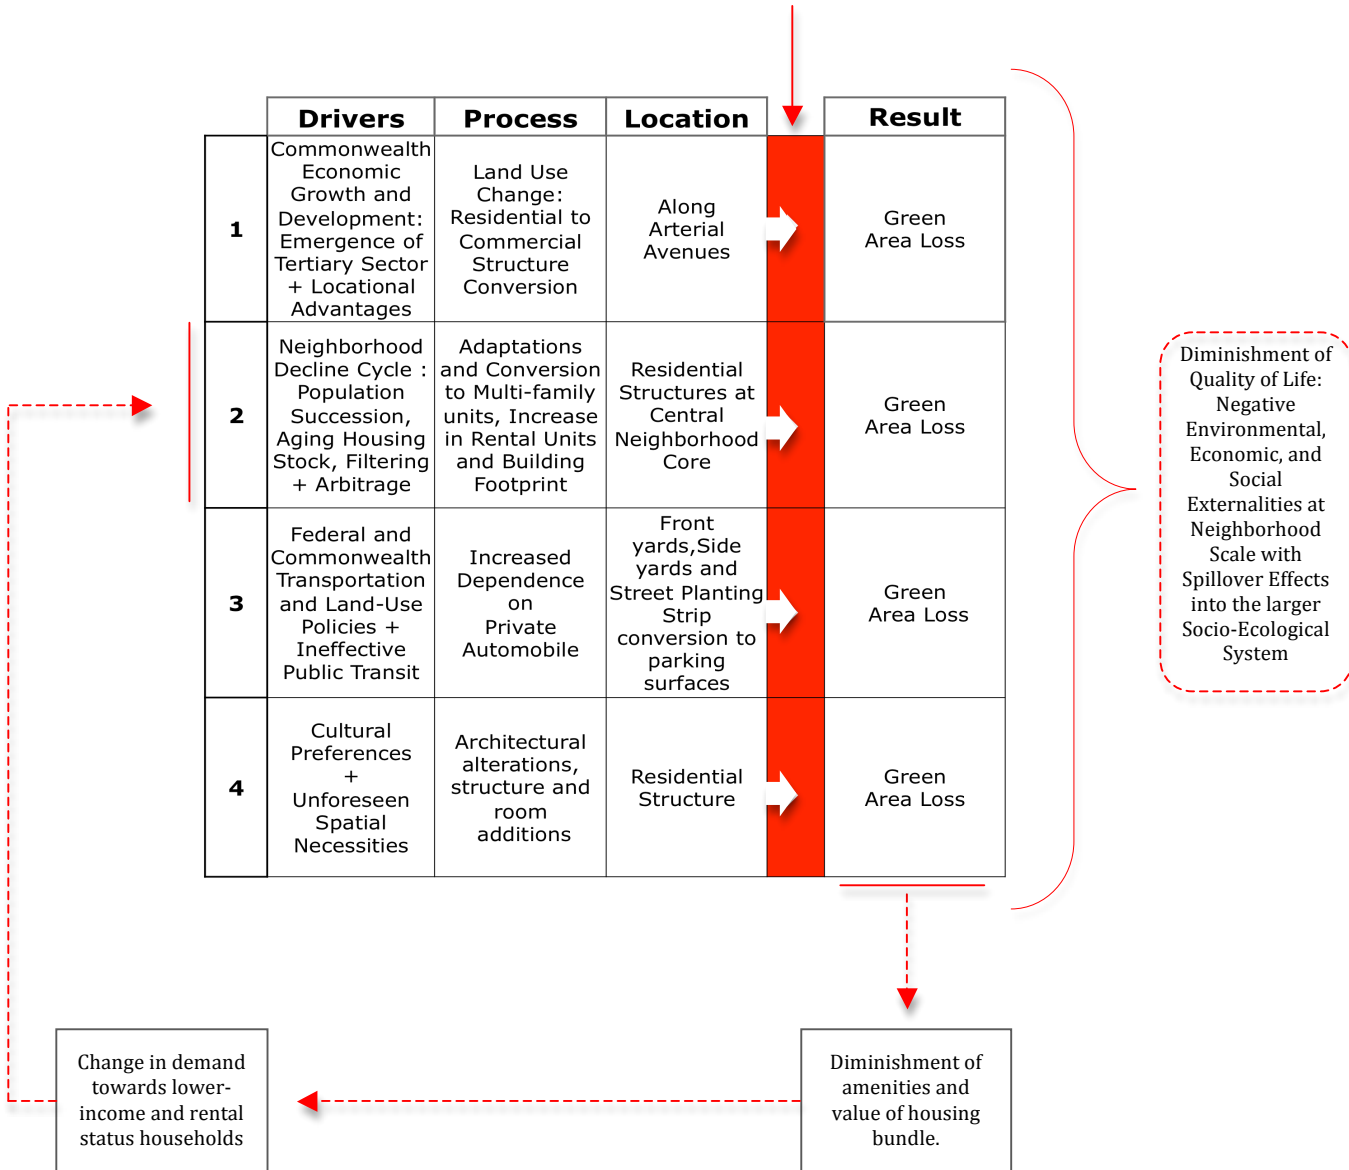 Drivers
Process
Location
Result
1
Commonwealth
Economic
Growth and
Development:
Emergence of
Tertiary Sector
+ Locational
Advantages
Land Use
Change:
Residential to
Commercial
Structure
Conversion
Along
Arterial
Avenues
Green
Area Loss
2
Neighborhood
Decline Cycle :
Population
Succession,
Aging Housing
Stock, Filtering
+ Arbitrage
Adaptations
and Conversion
to Multi-family
units, Increase
in Rental Units
and Building
Footprint
Residential
Structures at
Central
Neighborhood
Core
Green
Area Loss
3
Federal and
Commonwealth
Transportation
and Land-Use
Policies +
Ineffective
Public Transit
Increased
Dependence
on
Private
Automobile
Front
yards,Side
yards and
Street Planting
Strip
conversion to
parking
surfaces
Green
Area Loss
4
Cultural
Preferences
+
Unforeseen
Spatial
Necessities
Architectural
alterations,
structure and
room
additions
Residential
Structure
Green
Area Loss
Diminishment of
Quality of Life:
Negative
Environmental,
Economic, and
Social
Externalities at
Neighborhood
Scale with
Spillover Effects
into the larger
Socio-Ecological
System
Change in demand
towards lower-
income and rental
status households
Diminishment of
amenities and
value of housing
bundle.